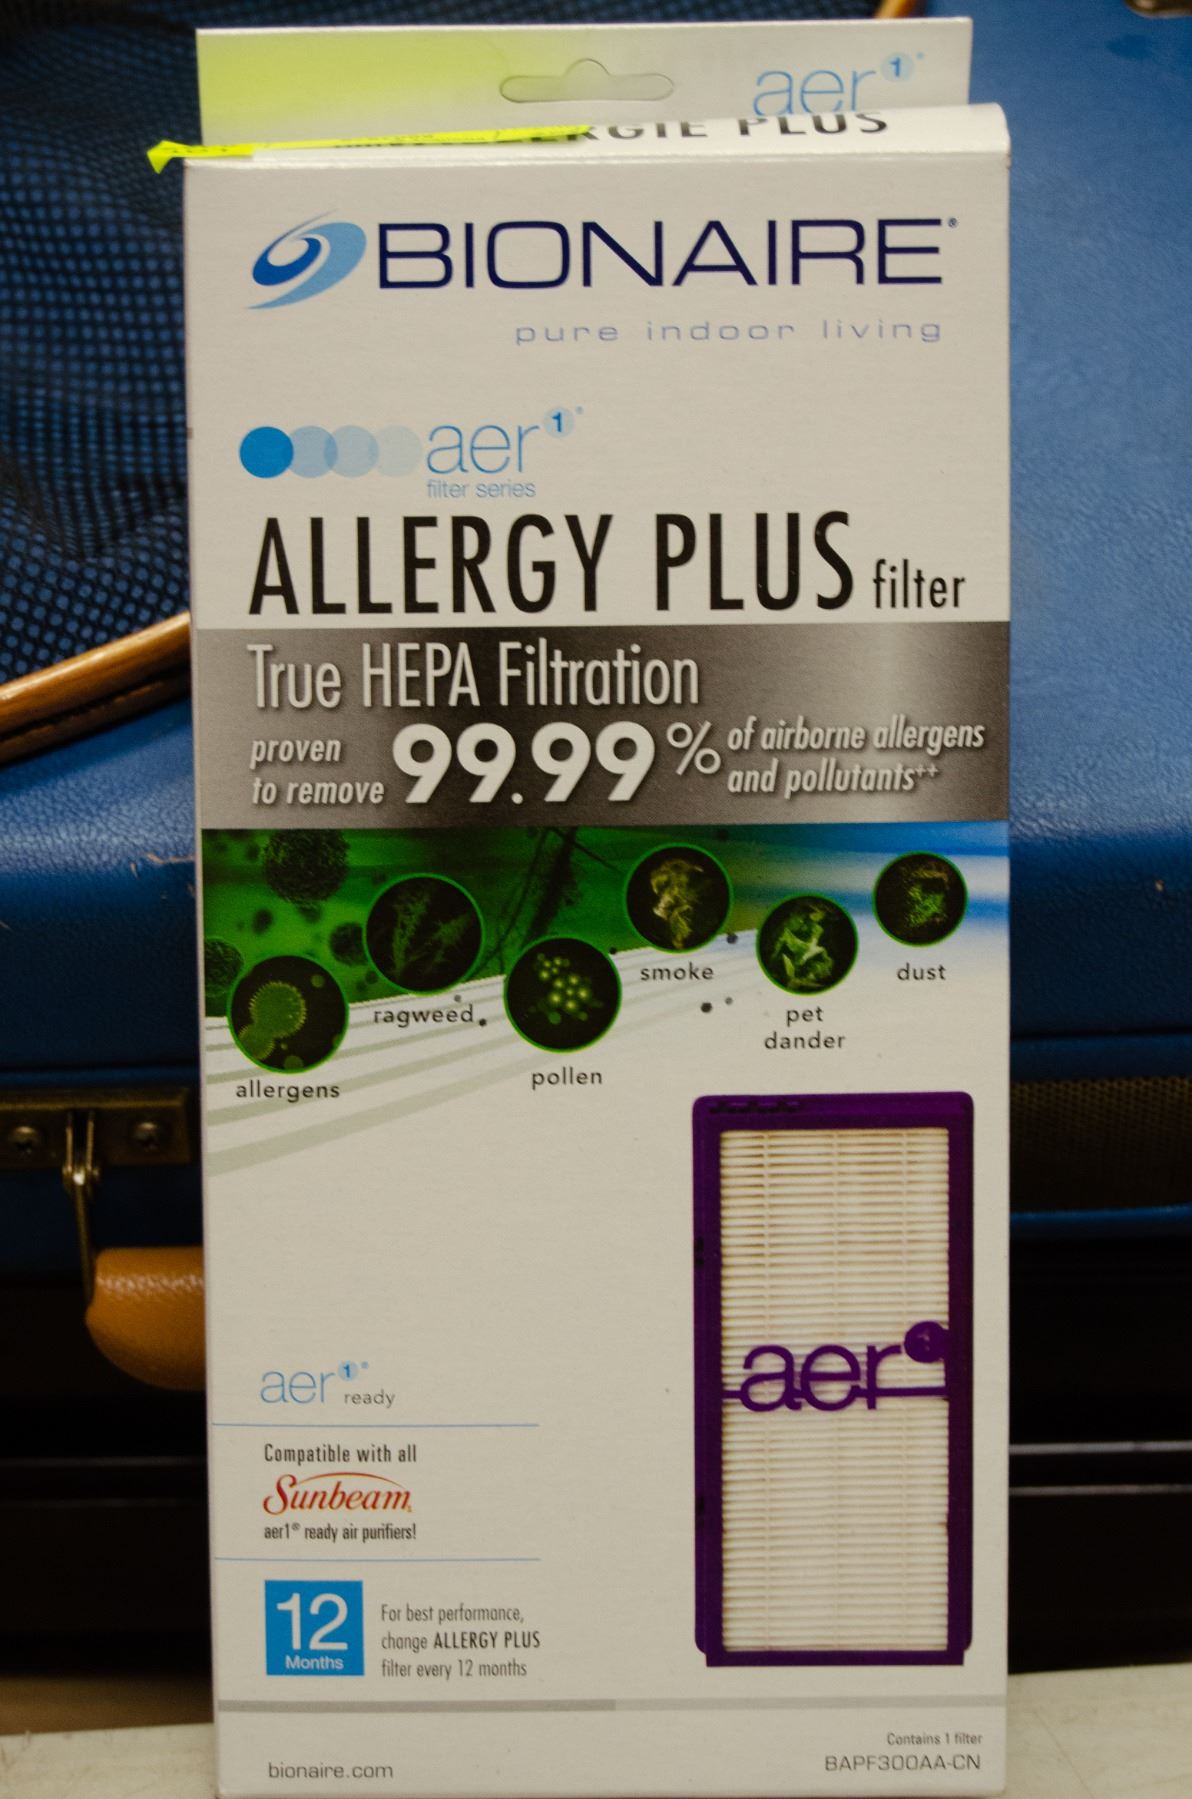 aer1®
ERGIE PLUS
BIONAIRE®
pure indoor living
aer1®
filter series
ALLERGY PLUS filter
True HEPA Filtration
proven
to remove
99.99%
of airborne allergens
and pollutants++
smoke
dust
ragweed
pet
dander
allergens
pollen
aer1
aer1® ready
Compatible with all
Sunbeam
aer1® ready air purifiers!
12
Months
For best performance,
change ALLERGY PLUS
filter every 12 months
Contains 1 filter
bionaire.com
BAPF300AA-CN